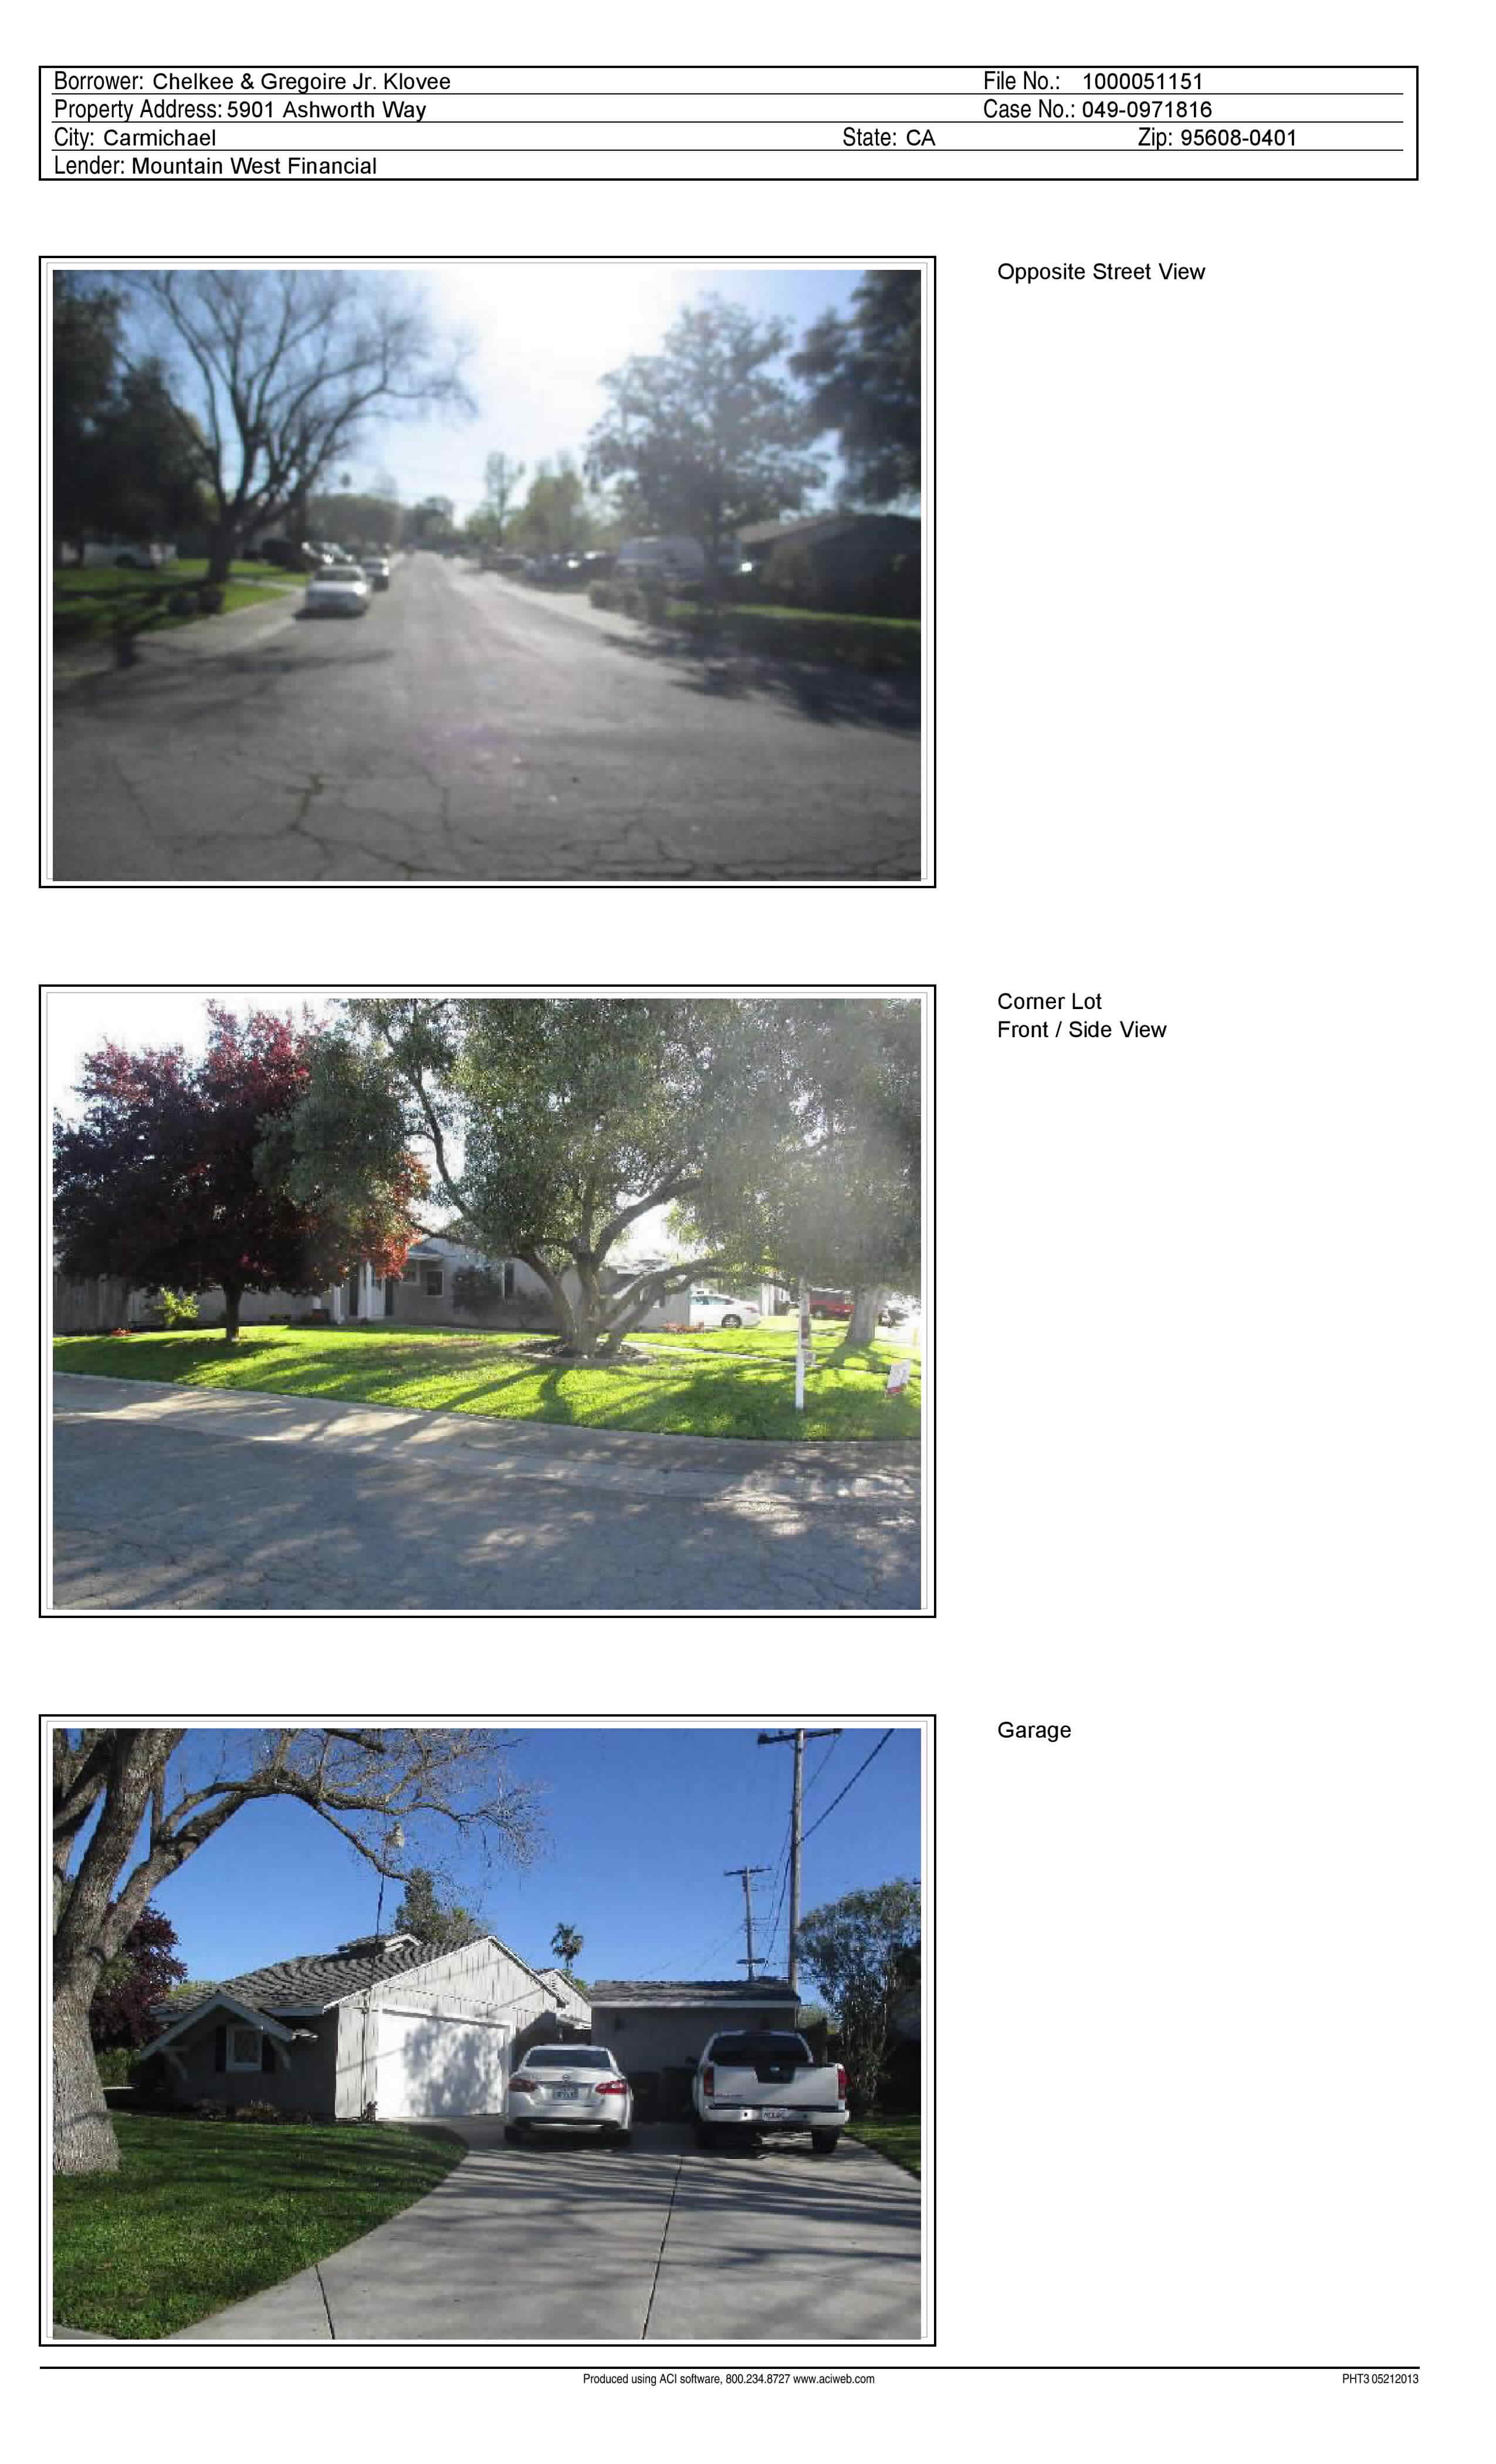 Borrower: Chelkee & Gregoire Jr. Klovee File No.: 1000051151
Property Address: 5901 Ashworth Way Case No.: 049-0971816
City: Carmichael State: CA Zip: 95608-0401
Lender: Mountain West Financial
Opposite Street View
Corner Lot
Front / Side View
Garage
Produced using ACI software, 800.234.8727 www.aciweb.com PHT3 05212013